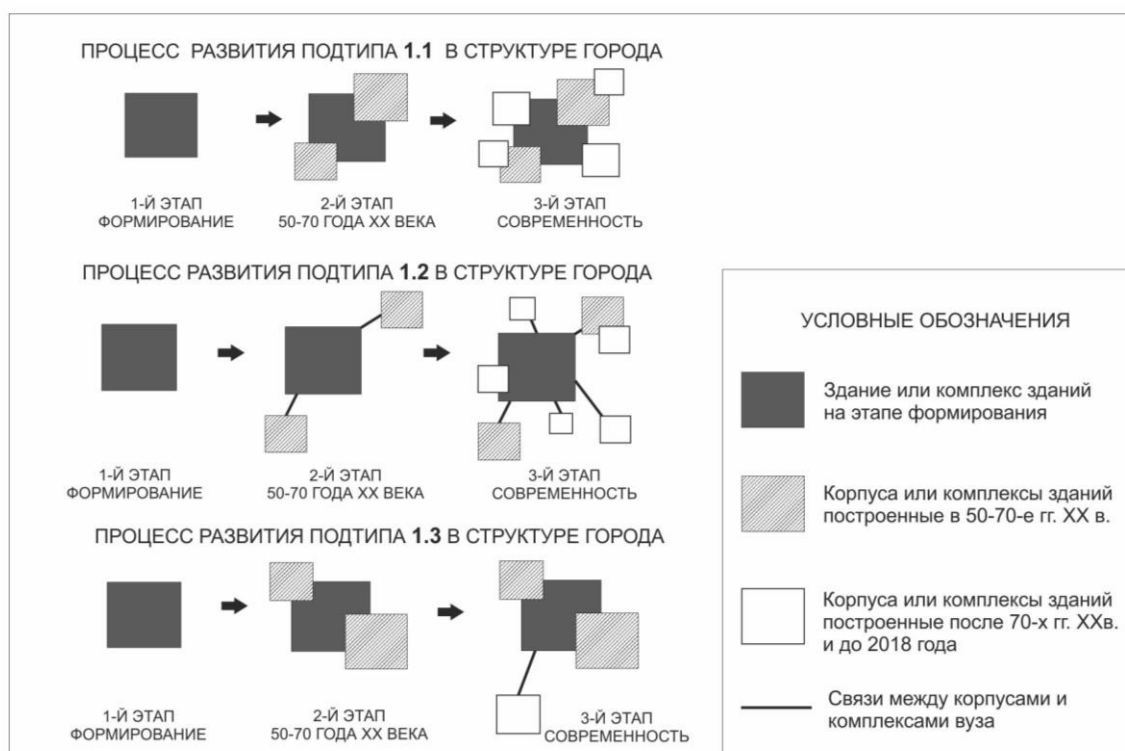 ПРОЦЕСС РАЗВИТИЯ ПОДТИПА 1.1 В СТРУКТУРЕ ГОРОДА
1-Й ЭТАП
ФОРМИРОВАНИЕ
2-Й ЭТАП
50-70 ГОДА XX ВЕКА
3-Й ЭТАП
СОВРЕМЕННОСТЬ
ПРОЦЕСС РАЗВИТИЯ ПОДТИПА 1.2 В СТРУКТУРЕ ГОРОДА
1-Й ЭТАП
ФОРМИРОВАНИЕ
2-Й ЭТАП
50-70 ГОДА XX ВЕКА
3-Й ЭТАП
СОВРЕМЕННОСТЬ
ПРОЦЕСС РАЗВИТИЯ ПОДТИПА 1.3 В СТРУКТУРЕ ГОРОДА
1-Й ЭТАП
ФОРМИРОВАНИЕ
2-Й ЭТАП
50-70 ГОДА XX ВЕКА
3-Й ЭТАП
СОВРЕМЕННОСТЬ
УСЛОВНЫЕ ОБОЗНАЧЕНИЯ
Здание или комплекс зданий
на этапе формирования
Корпуса или комплексы зданий
построенные в 50-70-е гг. XX в.
Корпуса или комплексы зданий
построенные после 70-х гг. XXв.
и до 2018 года
Связи между корпусами и
комплексами вуза